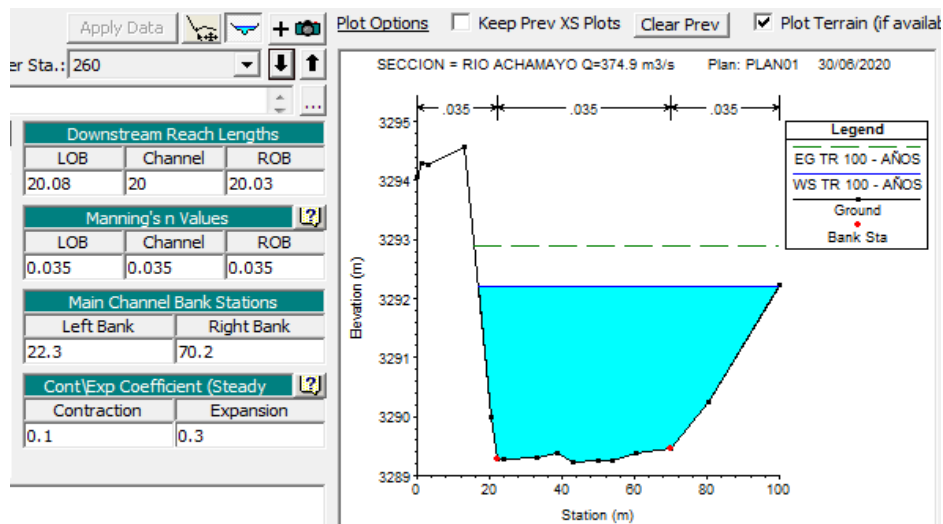 Apply Data
er Sta.: 260
...
Downstream Reach Lengths
LOB Channel ROB
20.08 20 20.03
Manning's n Values
LOB Channel ROB
0.035 0.035 0.035
Main Channel Bank Stations
Left Bank Right Bank
22.3 70.2
Cont\Exp Coefficient (Steady
Contraction Expansion
0.1 0.3
Plot Options Keep Prev XS Plots Clear Prev Plot Terrain (if availab
SECCION = RIO ACHAMAYO Q=374.9 m3/s Plan: PLAN01 30/06/2020
.035 .035 .035
3295
3294
3293
3292
3291
3290
3289
Elevation (m)
0 20 40 60 80 100
Station (m)
Legend
EG TR 100 - AÑOS
WS TR 100 - AÑOS
Ground
Bank Sta